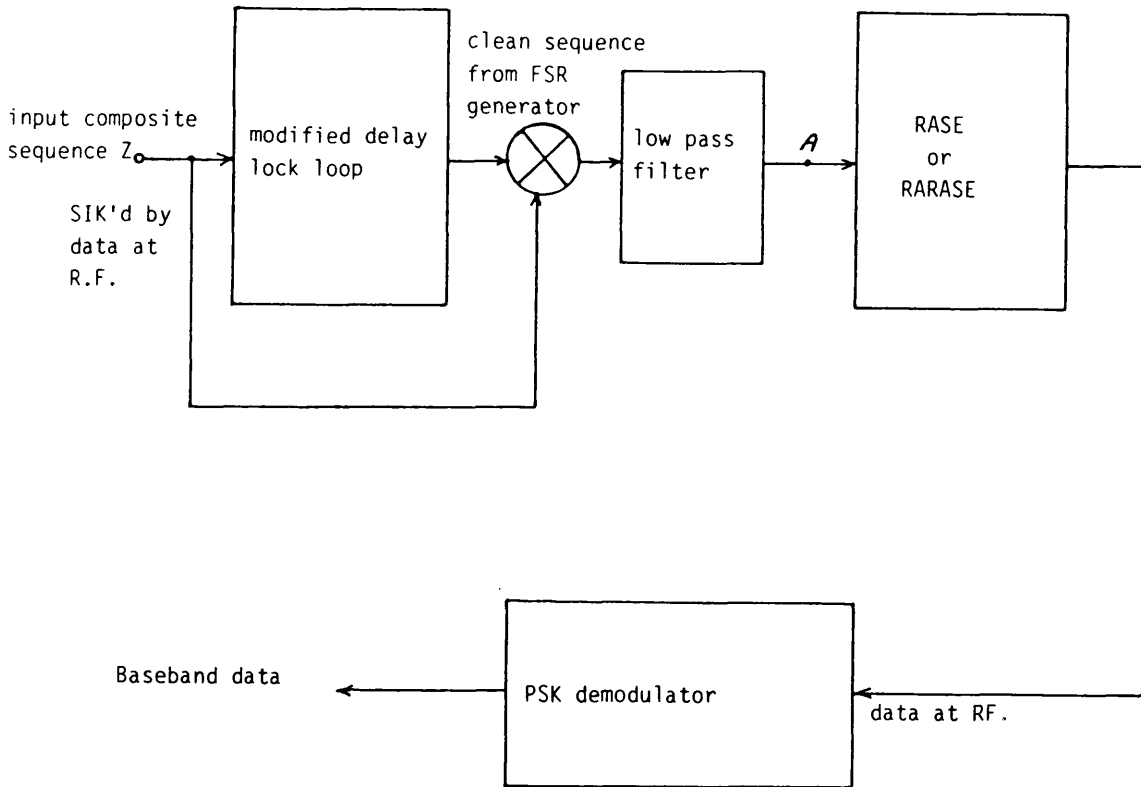 clean sequence
from FSR
generator
input composite
sequence Z
modified delay
lock loop
low pass
filter
A
RASE
or
RARASE
SIK'd by
data at
R.F.
Baseband data
PSK demodulator
data at RF.